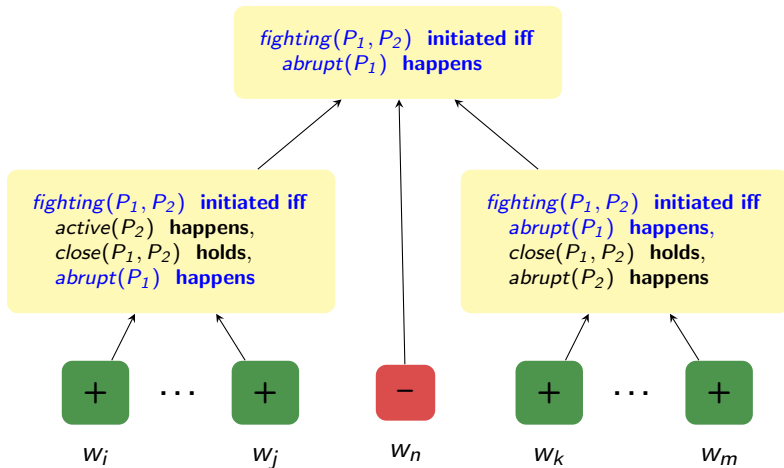 fighting(P₁, P₂) initiated iff
abrupt(P₁) happens
fighting(P₁, P₂) initiated iff
active(P₂) happens,
close(P₁, P₂) holds,
abrupt(P₁) happens
fighting(P₁, P₂) initiated iff
abrupt(P₁) happens,
close(P₁, P₂) holds,
abrupt(P₂) happens
+ ··· + − + ··· +
wᵢ wⱼ wₙ wₖ wₘ